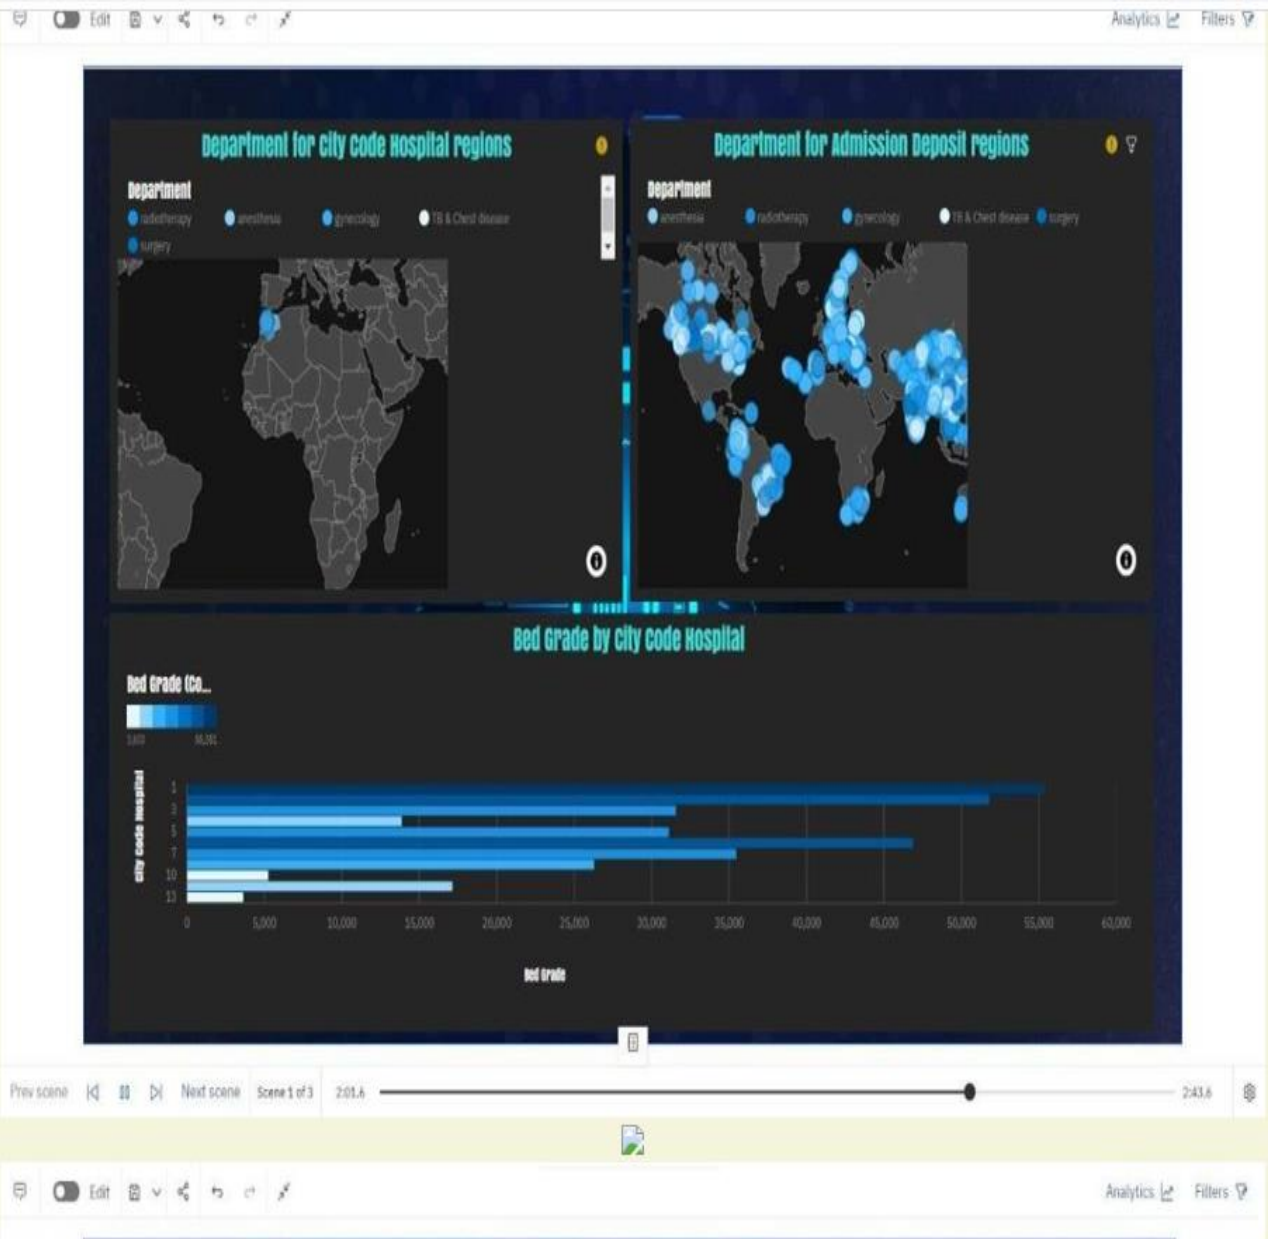 Edit
Analytics
Filters
Department for City Code Hospital regions
Department
radiotherapy anesthesia gynecology TB & Chest disease
surgery
Department for Admission Deposit regions
Department
anesthesia radiotherapy gynecology TB & Chest disease surgery
Bed Grade by City Code Hospital
Bed Grade (Co...
City Code Hospital
1
3
5
7
10
13
0 5,000 10,000 15,000 20,000 25,000 30,000 35,000 40,000 45,000 50,000 55,000 60,000
Bed Grade
Prev scene Next scene Scene 1 of 3 2:01.6 2:43.6
Edit
Analytics
Filters